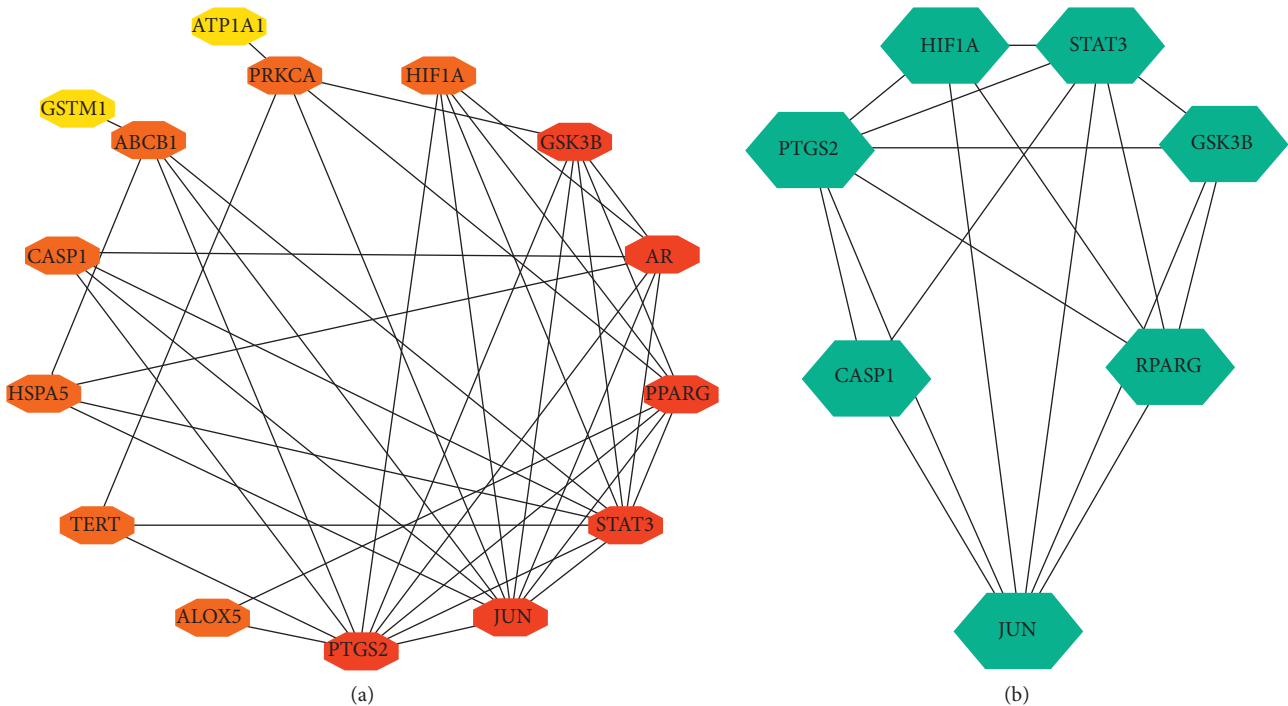 ATP1A1
PRKCA
HIF1A
GSTM1
ABCB1
GSK3B
CASP1
AR
HSPA5
PPARG
TERT
STAT3
ALOX5
JUN
PTGS2
(a)
HIF1A
STAT3
PTGS2
GSK3B
CASP1
RPARG
JUN
(b)